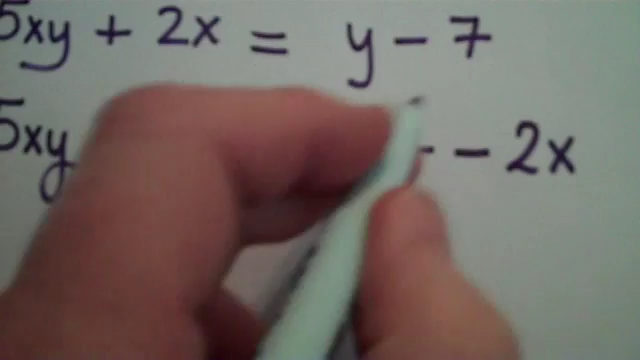 5xy + 2x = y - 7
5xy - 2x